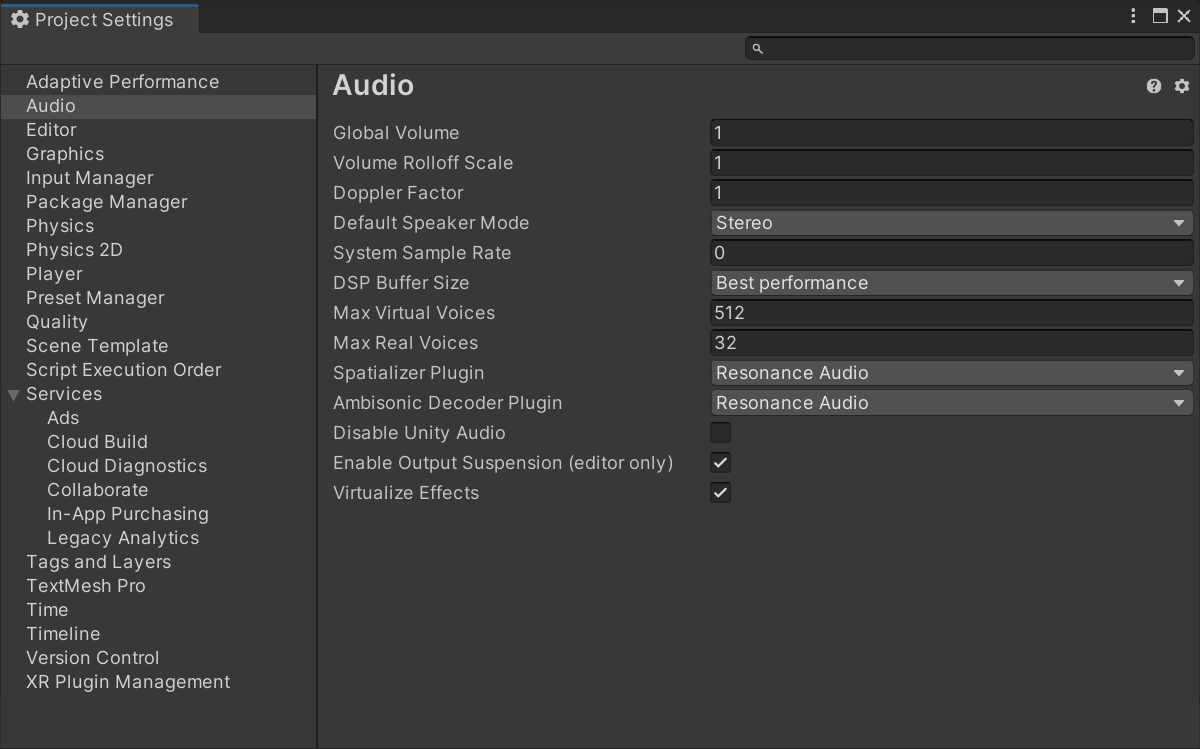 Project Settings
Adaptive Performance
Audio
Editor
Graphics
Input Manager
Package Manager
Physics
Physics 2D
Player
Preset Manager
Quality
Scene Template
Script Execution Order
Services
Ads
Cloud Build
Cloud Diagnostics
Collaborate
In-App Purchasing
Legacy Analytics
Tags and Layers
TextMesh Pro
Time
Timeline
Version Control
XR Plugin Management
Audio
Global Volume 1
Volume Rolloff Scale 1
Doppler Factor 1
Default Speaker Mode Stereo
System Sample Rate 0
DSP Buffer Size Best performance
Max Virtual Voices 512
Max Real Voices 32
Spatializer Plugin Resonance Audio
Ambisonic Decoder Plugin Resonance Audio
Disable Unity Audio
Enable Output Suspension (editor only)
Virtualize Effects